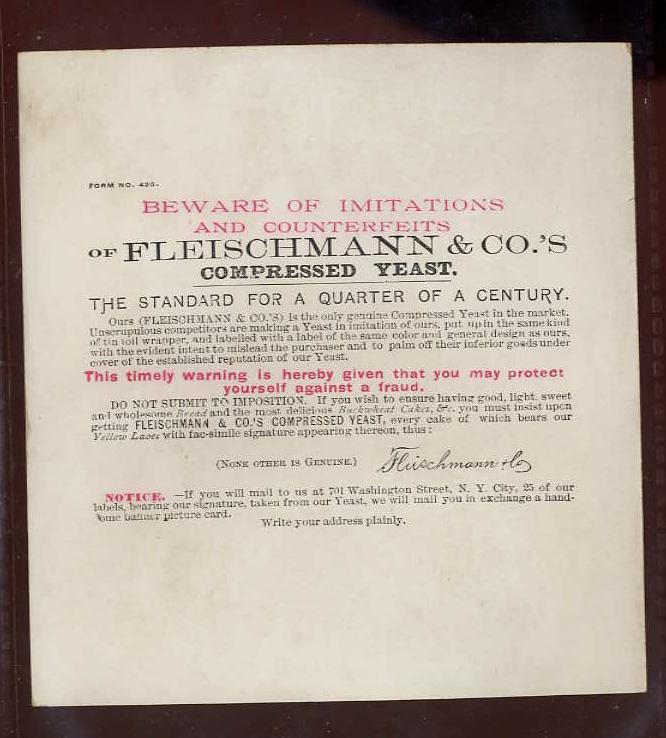 FORM NO. 420.
BEWARE OF IMITATIONS
AND COUNTERFEITS
OF FLEISCHMANN & CO.'S
COMPRESSED YEAST.
THE STANDARD FOR A QUARTER OF A CENTURY.
Ours (FLEISCHMANN & CO.'S) is the only genuine Compressed Yeast in the market.
Unscrupulous competitors are making a Yeast in imitation of ours, put up in the same kind
of tin foil wrapper, and labelled with a label of the same color and general design as ours,
with the evident intent to mislead the purchaser and to palm off their inferior goods under
cover of the established reputation of our Yeast.
This timely warning is hereby given that you may protect
yourself against a fraud.
DO NOT SUBMIT TO IMPOSITION. If you wish to ensure having good, light, sweet
and wholesome Bread and the most delicious Buckwheat Cakes, &c. you must insist upon
getting FLEISCHMANN & CO.'S COMPRESSED YEAST, every cake of which bears our
Yellow Label with fac-simile signature appearing thereon, thus:
(NONE OTHER IS GENUINE.) Fleischmann & Co
NOTICE. —If you will mail to us at 701 Washington Street, N. Y. City, 25 of our
labels, bearing our signature, taken from our Yeast, we will mail you in exchange a hand-
some banner picture card.
Write your address plainly.